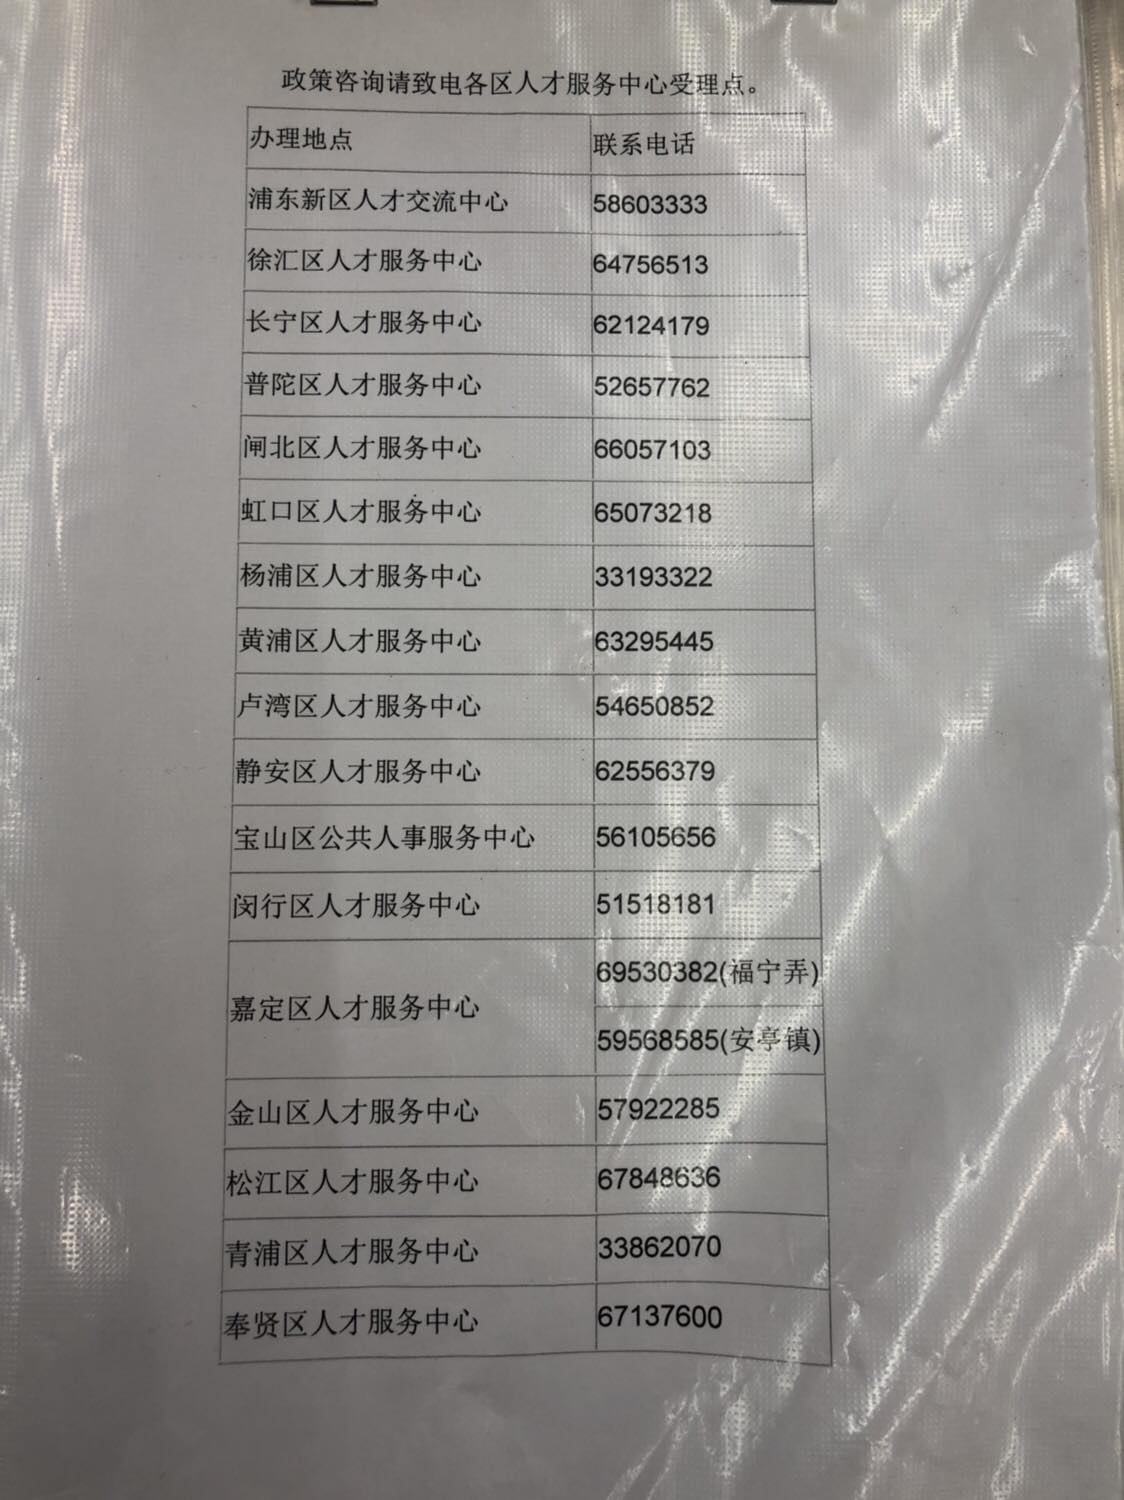 政策咨询请致电各区人才服务中心受理点。
办理地点 联系电话
浦东新区人才交流中心 58603333
徐汇区人才服务中心 64756513
长宁区人才服务中心 62124179
普陀区人才服务中心 52657762
闸北区人才服务中心 66057103
虹口区人才服务中心 65073218
杨浦区人才服务中心 33193322
黄浦区人才服务中心 63295445
卢湾区人才服务中心 54650852
静安区人才服务中心 62556379
宝山区公共人事服务中心 56105656
闵行区人才服务中心 51518181
嘉定区人才服务中心 69530382(福宁弄)
59568585(安亭镇)
金山区人才服务中心 57922285
松江区人才服务中心 67848636
青浦区人才服务中心 33862070
奉贤区人才服务中心 67137600